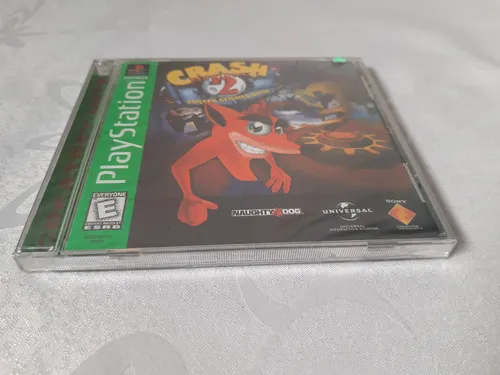 CRASH
2
PlayStation
EVERYONE
E
ESRB
NAUGHTY DOG
UNIVERSAL
SONY